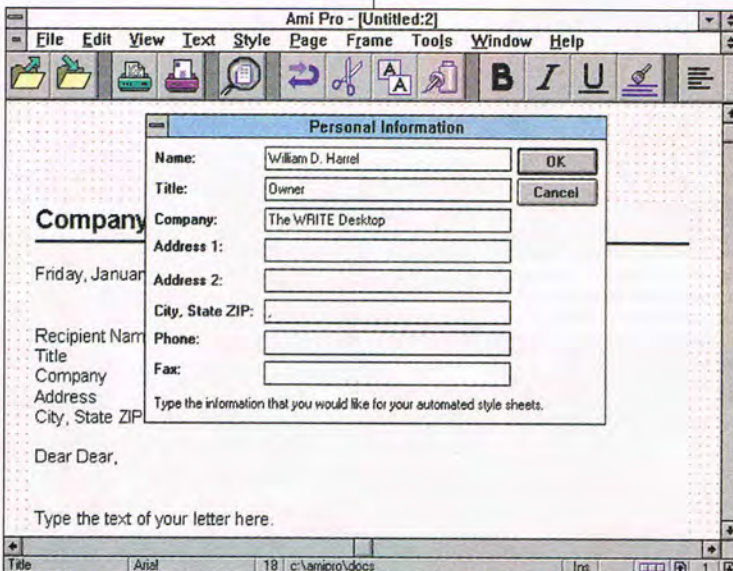 Ami Pro - [Untitled:2]
File Edit View Text Style Page Frame Tools Window Help
B I U
Personal Information
Name: William D. Harrel OK
Title: Owner Cancel
Company: The WRITE Desktop
Address 1:
Address 2:
City, State ZIP: ,
Phone:
Fax:
Type the information that you would like for your automated style sheets.
Company
Friday, Januar
Recipient Nam
Title
Company
Address
City, State ZIP
Dear Dear,
Type the text of your letter here.
Title Arial 18 c:\amipro\docs Ins 1